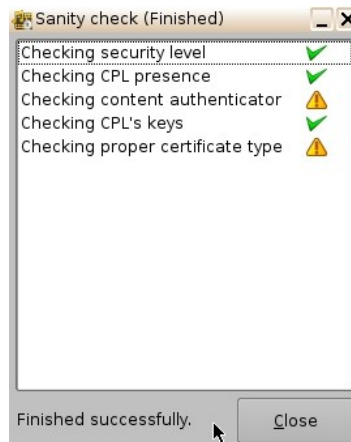 Sanity check (Finished)
Checking security level
Checking CPL presence
Checking content authenticator
Checking CPL's keys
Checking proper certificate type
Finished successfully.
Close